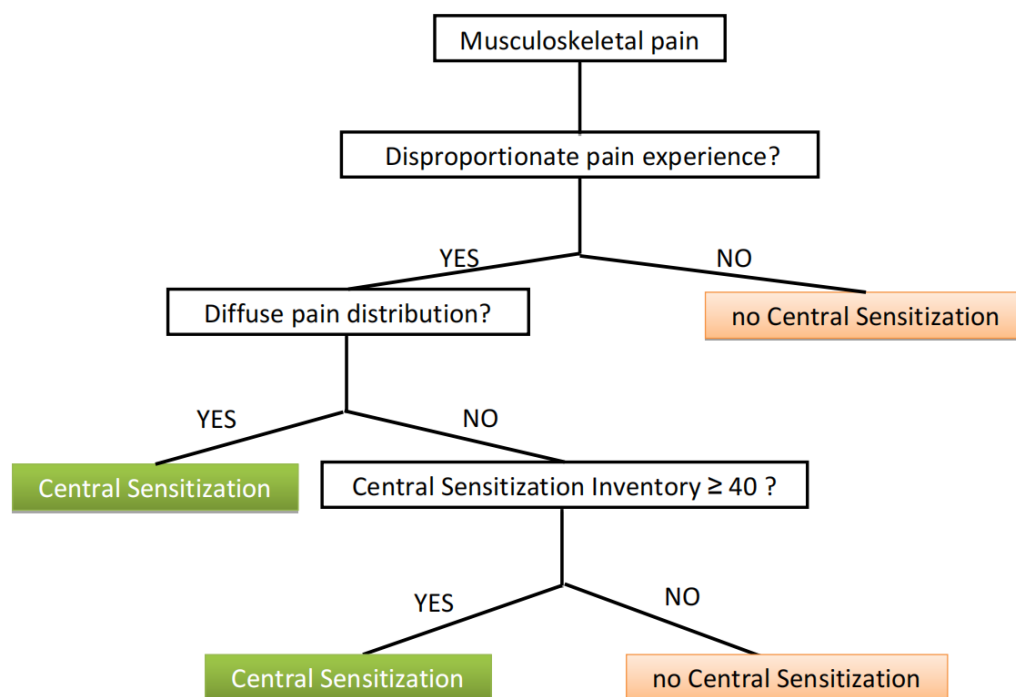 Musculoskeletal pain
Disproportionate pain experience?
YES
NO
Diffuse pain distribution?
no Central Sensitization
YES
NO
Central Sensitization
Central Sensitization Inventory ≥ 40 ?
YES
NO
Central Sensitization
no Central Sensitization